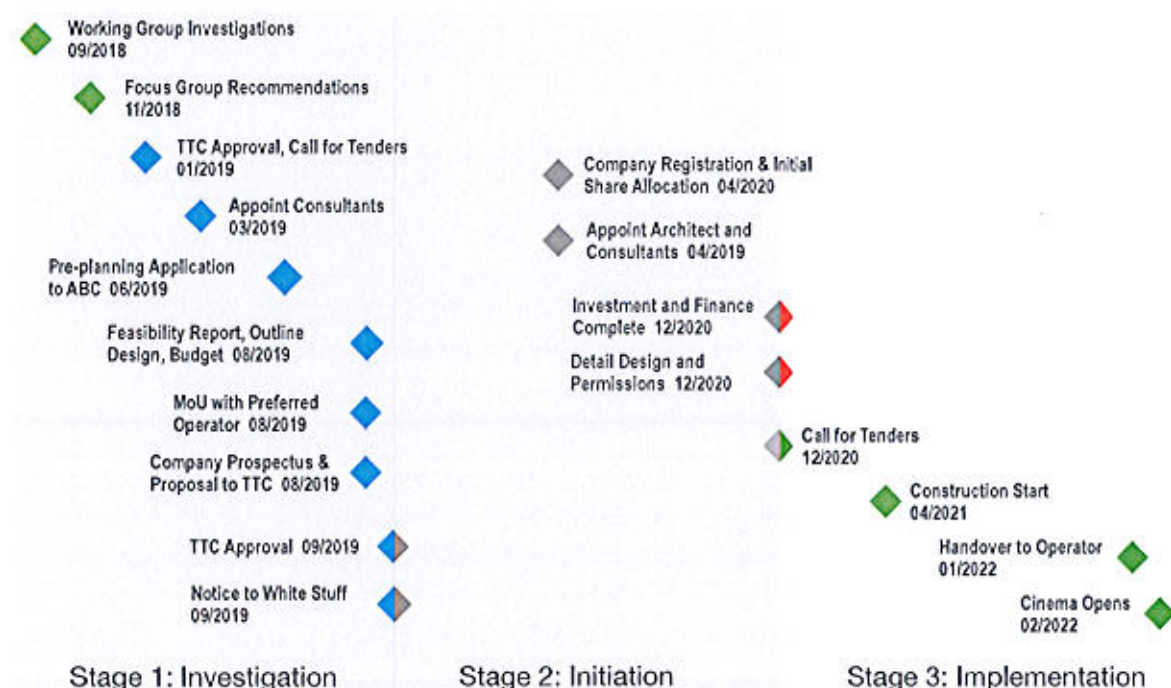 Working Group Investigations
09/2018
Focus Group Recommendations
11/2018
TTC Approval, Call for Tenders
01/2019
Appoint Consultants
03/2019
Pre-planning Application
to ABC 06/2019
Feasibility Report, Outline
Design, Budget 08/2019
MoU with Preferred
Operator 08/2019
Company Prospectus &
Proposal to TTC 08/2019
TTC Approval 09/2019
Notice to White Stuff
09/2019
Stage 1: Investigation
Company Registration & Initial
Share Allocation 04/2020
Appoint Architect and
Consultants 04/2019
Investment and Finance
Complete 12/2020
Detail Design and
Permissions 12/2020
Stage 2: Initiation
Call for Tenders
12/2020
Construction Start
04/2021
Handover to Operator
01/2022
Cinema Opens
02/2022
Stage 3: Implementation